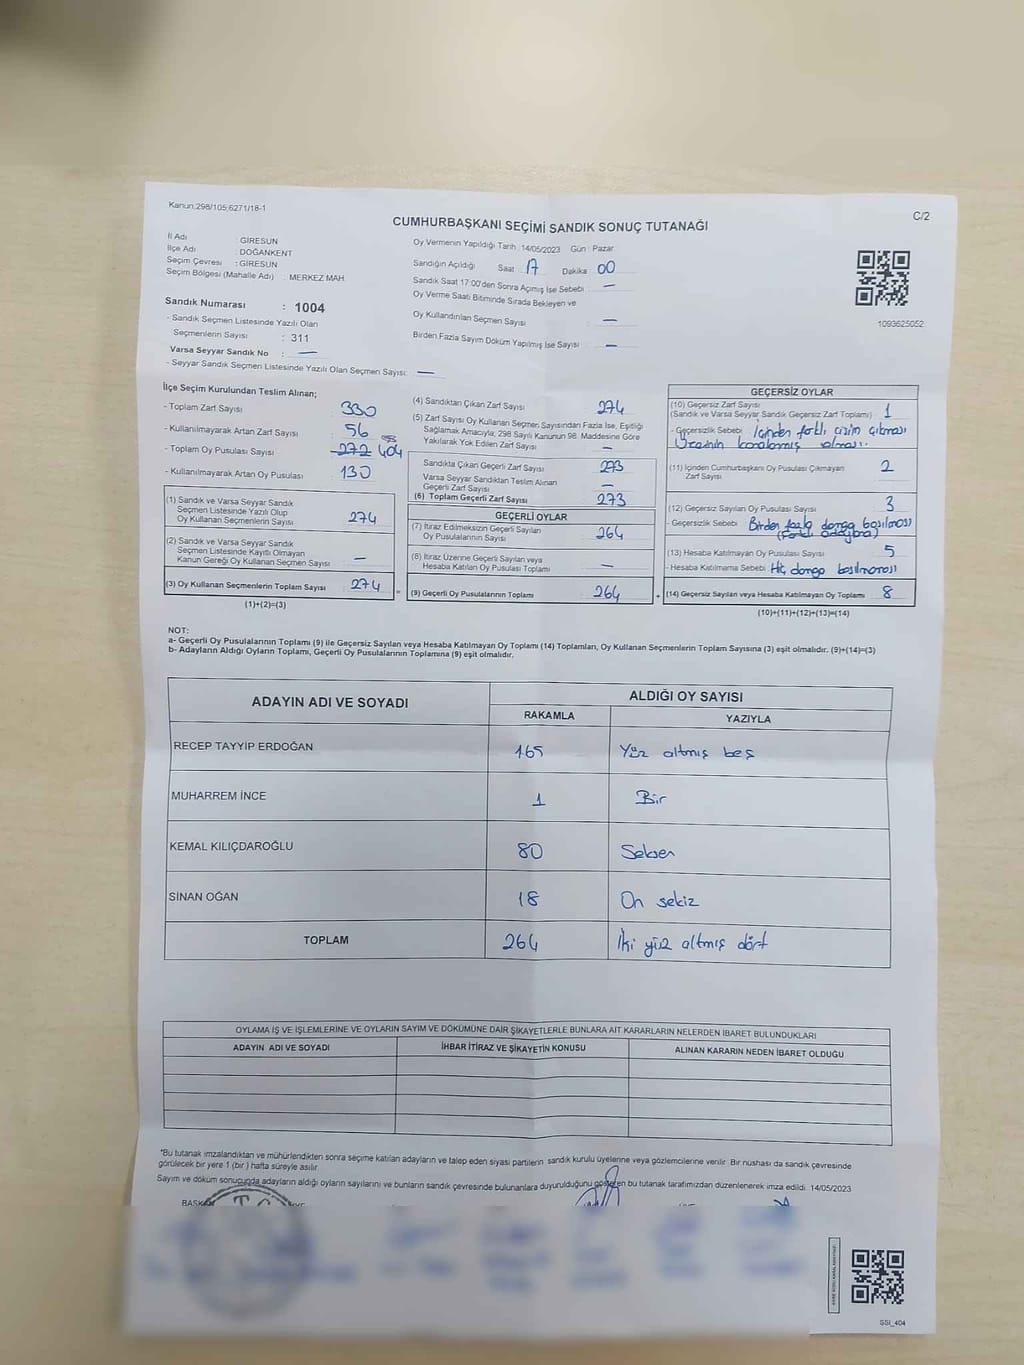 Kanun:298/105;6271/18-1
CUMHURBAŞKANI SEÇİMİ SANDIK SONUÇ TUTANAĞI
C/2
İl Adı : GİRESUN
İlçe Adı : DOĞANKENT
Seçim Çevresi : GİRESUN
Seçim Bölgesi (Mahalle Adı) : MERKEZ MAH.
Sandık Numarası : 1004
- Sandık Seçmen Listesinde Yazılı Olan
Seçmenlerin Sayısı : 311
Varsa Seyyar Sandık No : —
- Seyyar Sandık Seçmen Listesinde Yazılı Olan Seçmen Sayısı: —
Oy Vermenin Yapıldığı Tarih :14/05/2023 Gün : Pazar
Sandığın Açıldığı Saat 17 Dakika 00
Sandık Saat 17:00'den Sonra Açımış İse Sebebi : —
Oy Verme Saati Bitiminde Sırada Bekleyen ve
Oy Kullandırılan Seçmen Sayısı : —
Birden Fazla Sayım Döküm Yapılmış İse Sayısı : —
1093625052
İlçe Seçim Kurulundan Teslim Alınan;
- Toplam Zarf Sayısı 330
- Kullanılmayarak Artan Zarf Sayısı 56
- Toplam Oy Pusulası Sayısı 272 404
- Kullanılmayarak Artan Oy Pusulası 130
(1) Sandık ve Varsa Seyyar Sandık
Seçmen Listesinde Yazılı Olup
Oy Kullanan Seçmenlerin Sayısı 274
(2) Sandık ve Varsa Seyyar Sandık
Seçmen Listesinde Kayıtlı Olmayan
Kanun Gereği Oy Kullanan Seçmen Sayısı —
(3) Oy Kullanan Seçmenlerin Toplam Sayısı 274 =
(1)+(2)=(3)
(4) Sandıktan Çıkan Zarf Sayısı 274
(5) Zarf Sayısı Oy Kullanan Seçmen Sayısından Fazla İse, Eşitliği
Sağlamak Amacıyla; 298 Sayılı Kanunun 98. Maddesine Göre
Yakılarak Yok Edilen Zarf Sayısı —
Sandıkta Çıkan Geçerli Zarf Sayısı 273
Varsa Seyyar Sandıktan Teslim Alınan
Geçerli Zarf Sayısı —
(6) Toplam Geçerli Zarf Sayısı 273
GEÇERLİ OYLAR
(7) İtiraz Edilmeksizin Geçerli Sayılan
Oy Pusulalarının Sayısı 264
(8) İtiraz Üzerine Geçerli Sayılan veya
Hesaba Katılan Oy Pusulası Toplamı —
(9) Geçerli Oy Pusulalarının Toplamı 264 +
GEÇERSİZ OYLAR
(10) Geçersiz Zarf Sayısı
(Sandık ve Varsa Seyyar Sandık Geçersiz Zarf Toplamı) 1
- Geçersizlik Sebebi : İçinden farklı çizim çıkması
Üzerinin karalanmış olması.
(11) İçinden Cumhurbaşkanı Oy Pusulası Çıkmayan
Zarf Sayısı 2
(12) Geçersiz Sayılan Oy Pusulası Sayısı 3
- Geçersizlik Sebebi : Birden fazla damga basılması
(Farklı adaylara)
(13) Hesaba Katılmayan Oy Pusulası Sayısı 5
- Hesaba Katılmama Sebebi : Hiç damga basılmaması
(14) Geçersiz Sayılan veya Hesaba Katılmayan Oy Toplamı 8
(10)+(11)+(12)+(13)=(14)
NOT:
a- Geçerli Oy Pusulalarının Toplamı (9) ile Geçersiz Sayılan veya Hesaba Katılmayan Oy Toplamı (14) Toplamları, Oy Kullanan Seçmenlerin Toplam Sayısına (3) eşit olmalıdır. (9)+(14)=(3)
b- Adayların Aldığı Oyların Toplamı, Geçerli Oy Pusulalarının Toplamına (9) eşit olmalıdır.
ADAYIN ADI VE SOYADI ALDIĞI OY SAYISI
RAKAMLA YAZIYLA
RECEP TAYYİP ERDOĞAN 165 Yüz altmış beş
MUHARREM İNCE 1 Bir
KEMAL KILIÇDAROĞLU 80 Seksen
SİNAN OĞAN 18 On sekiz
TOPLAM 264 İki yüz altmış dört
OYLAMA İŞ VE İŞLEMLERİNE VE OYLARIN SAYIM VE DÖKÜMÜNE DAİR ŞİKAYETLERLE BUNLARA AİT KARARLARIN NELERDEN İBARET BULUNDUKLARI
ADAYIN ADI VE SOYADI İHBAR İTİRAZ VE ŞİKAYETİN KONUSU ALINAN KARARIN NEDEN İBARET OLDUĞU
*Bu tutanak imzalandıktan ve mühürlendikten sonra seçime katılan adayların ve talep eden siyasi partilerin sandık kurulu üyelerine veya gözlemcilerine verilir. Bir nüshası da sandık çevresinde
görülecek bir yere 1 (bir) hafta süreyle asılır.
Sayım ve döküm sonucunda adayların aldığı oyların sayılarını ve bunların sandık çevresinde bulunanlara duyurulduğunu gösteren bu tutanak tarafımızdan düzenlenerek imza edildi. 14/05/2023
T.C.
SSİ_404